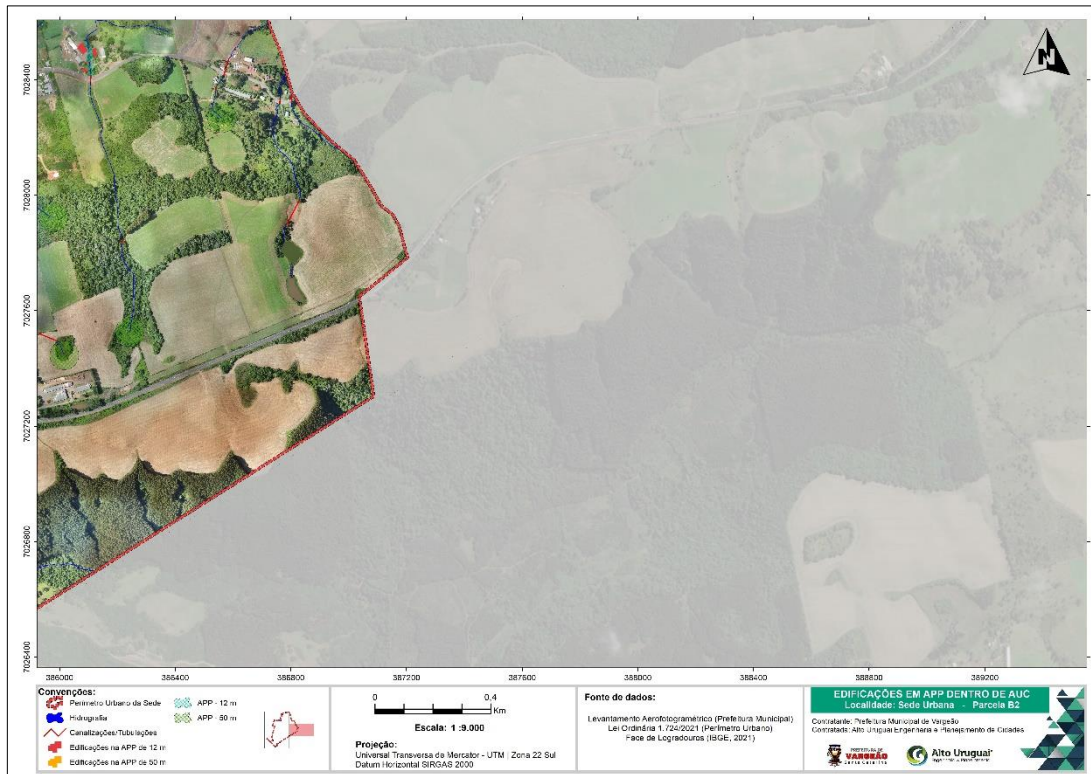 N
7028400
7028000
7027600
7027200
7026800
7026400
386000 386400 386800 387200 387600 388000 388400 388800 389200
Convenções:
Perímetro Urbano da Sede
Hidrografia
Canalizações/Tubulações
Edificações na APP de 12 m
Edificações na APP de 50 m
APP - 12 m
APP - 50 m
0 0,4
Km
Escala: 1 :9.000
Projeção:
Universal Transversa de Mercator - UTM | Zona 22 Sul
Datum Horizontal SIRGAS 2000
Fonte do dados:
Levantamento Aerofotogramétrico (Prefeitura Municipal)
Lei Ordinária 1.724/2021 (Perímetro Urbano)
Face de Logradouros (IBGE, 2021)
EDIFICAÇÕES EM APP DENTRO DE AUC
Localidade: Sede Urbana - Parcela B2
Contratante: Prefeitura Municipal de Vargeão
Contratada: Alto Uruguai Engenharia e Planejamento de Cidades
PREFEITURA DE
VARGEÃO
SANTA CATARINA
Alto Uruguai